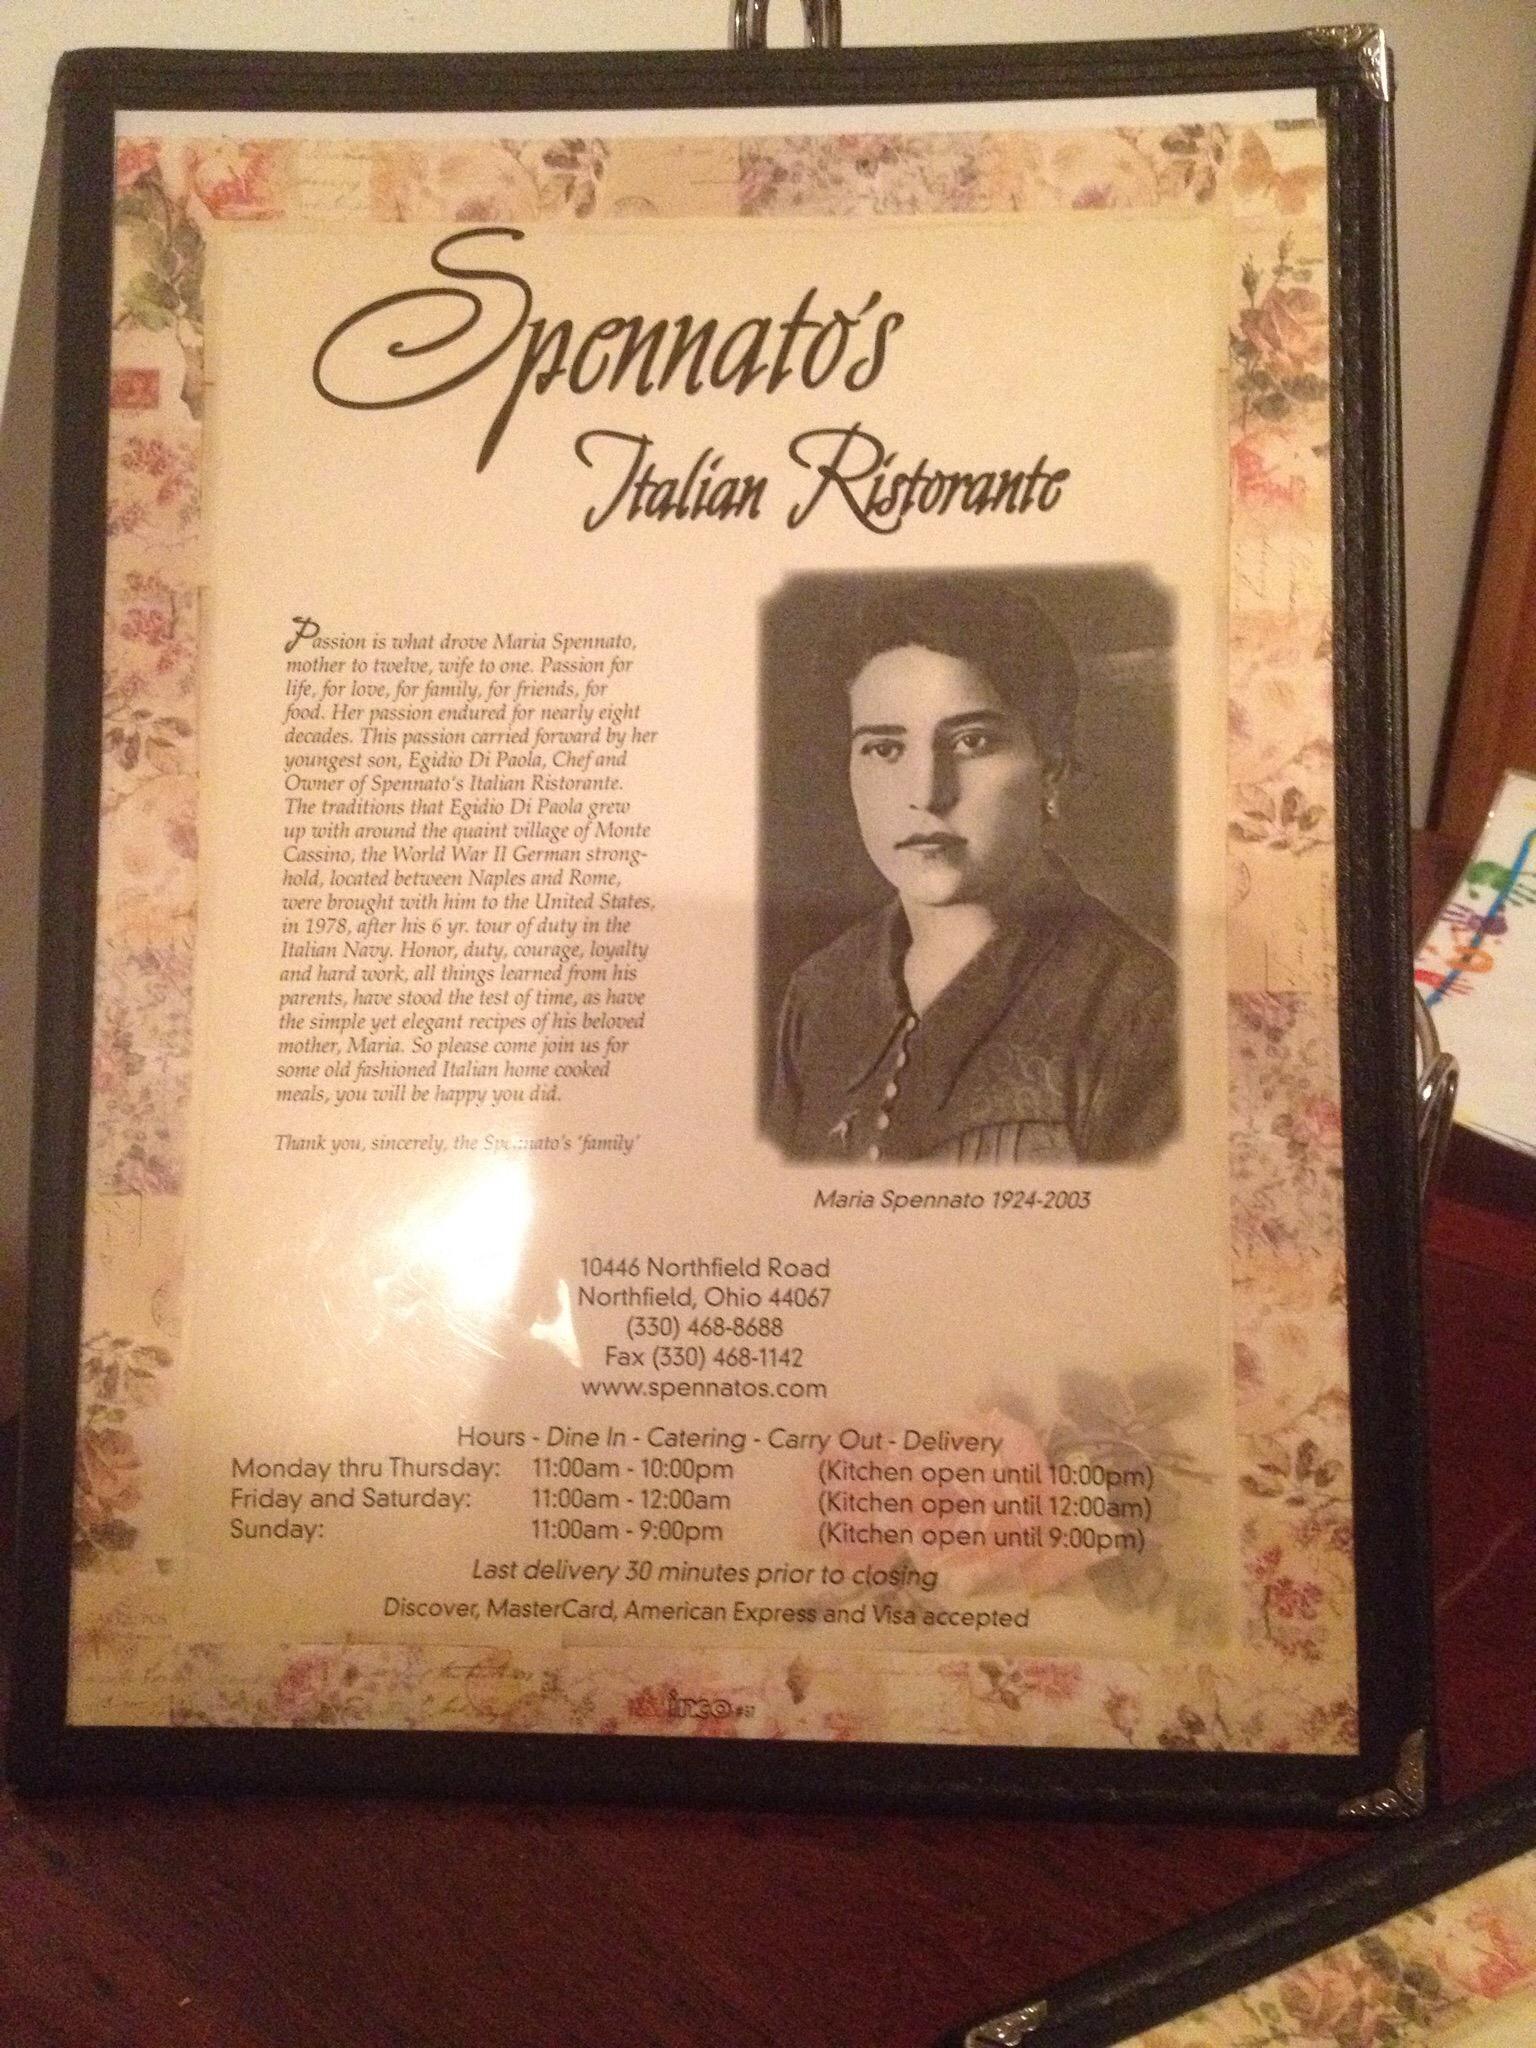 Spennato's
Italian Ristorante
Passion is what drove Maria Spennato,
mother to twelve, wife to one. Passion for
life, for love, for family, for friends, for
food. Her passion endured for nearly eight
decades. This passion carried forward by her
youngest son, Egidio Di Paola, Chef and
Owner of Spennato's Italian Ristorante.
The traditions that Egidio Di Paola grew
up with around the quaint village of Monte
Cassino, the World War II German strong-
hold, located between Naples and Rome,
were brought with him to the United States,
in 1978, after his 6 yr. tour of duty in the
Italian Navy. Honor, duty, courage, loyalty
and hard work, all things learned from his
parents, have stood the test of time, as have
the simple yet elegant recipes of his beloved
mother, Maria. So please come join us for
some old fashioned Italian home cooked
meals, you will be happy you did.
Thank you, sincerely, the Spennato's 'family'
Maria Spennato 1924-2003
10446 Northfield Road
Northfield, Ohio 44067
(330) 468-8688
Fax (330) 468-1142
www.spennatos.com
Hours - Dine In - Catering - Carry Out - Delivery
Monday thru Thursday: 11:00am - 10:00pm (Kitchen open until 10:00pm)
Friday and Saturday: 11:00am - 12:00am (Kitchen open until 12:00am)
Sunday: 11:00am - 9:00pm (Kitchen open until 9:00pm)
Last delivery 30 minutes prior to closing
Discover, MasterCard, American Express and Visa accepted